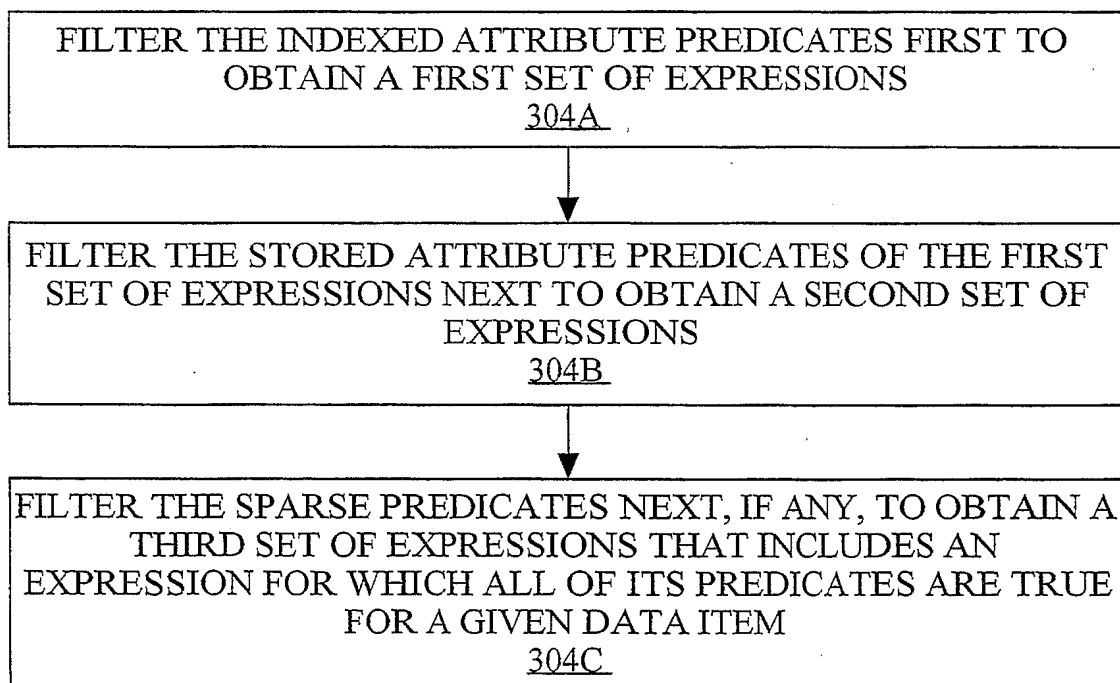 FILTER THE INDEXED ATTRIBUTE PREDICATES FIRST TO
OBTAIN A FIRST SET OF EXPRESSIONS
304A
FILTER THE STORED ATTRIBUTE PREDICATES OF THE FIRST
SET OF EXPRESSIONS NEXT TO OBTAIN A SECOND SET OF
EXPRESSIONS
304B
FILTER THE SPARSE PREDICATES NEXT, IF ANY, TO OBTAIN A
THIRD SET OF EXPRESSIONS THAT INCLUDES AN
EXPRESSION FOR WHICH ALL OF ITS PREDICATES ARE TRUE
FOR A GIVEN DATA ITEM
304C